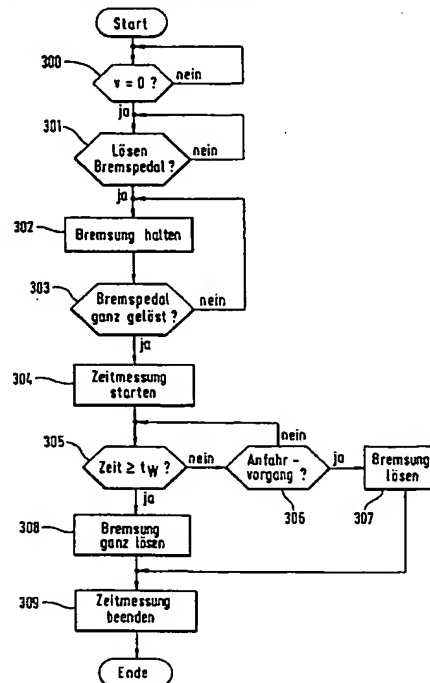 Start
300
v = 0 ?
nein
ja
301
Lösen
Bremspedal ?
nein
ja
302
Bremsung halten
303
Bremspedal
ganz gelöst ?
nein
ja
304
Zeitmessung
starten
nein
305
Zeit ≥ tw ?
nein
Anfahr-
vorgang ?
ja
Bremsung
lösen
306
307
ja
308
Bremsung
ganz lösen
309
Zeitmessung
beenden
Ende